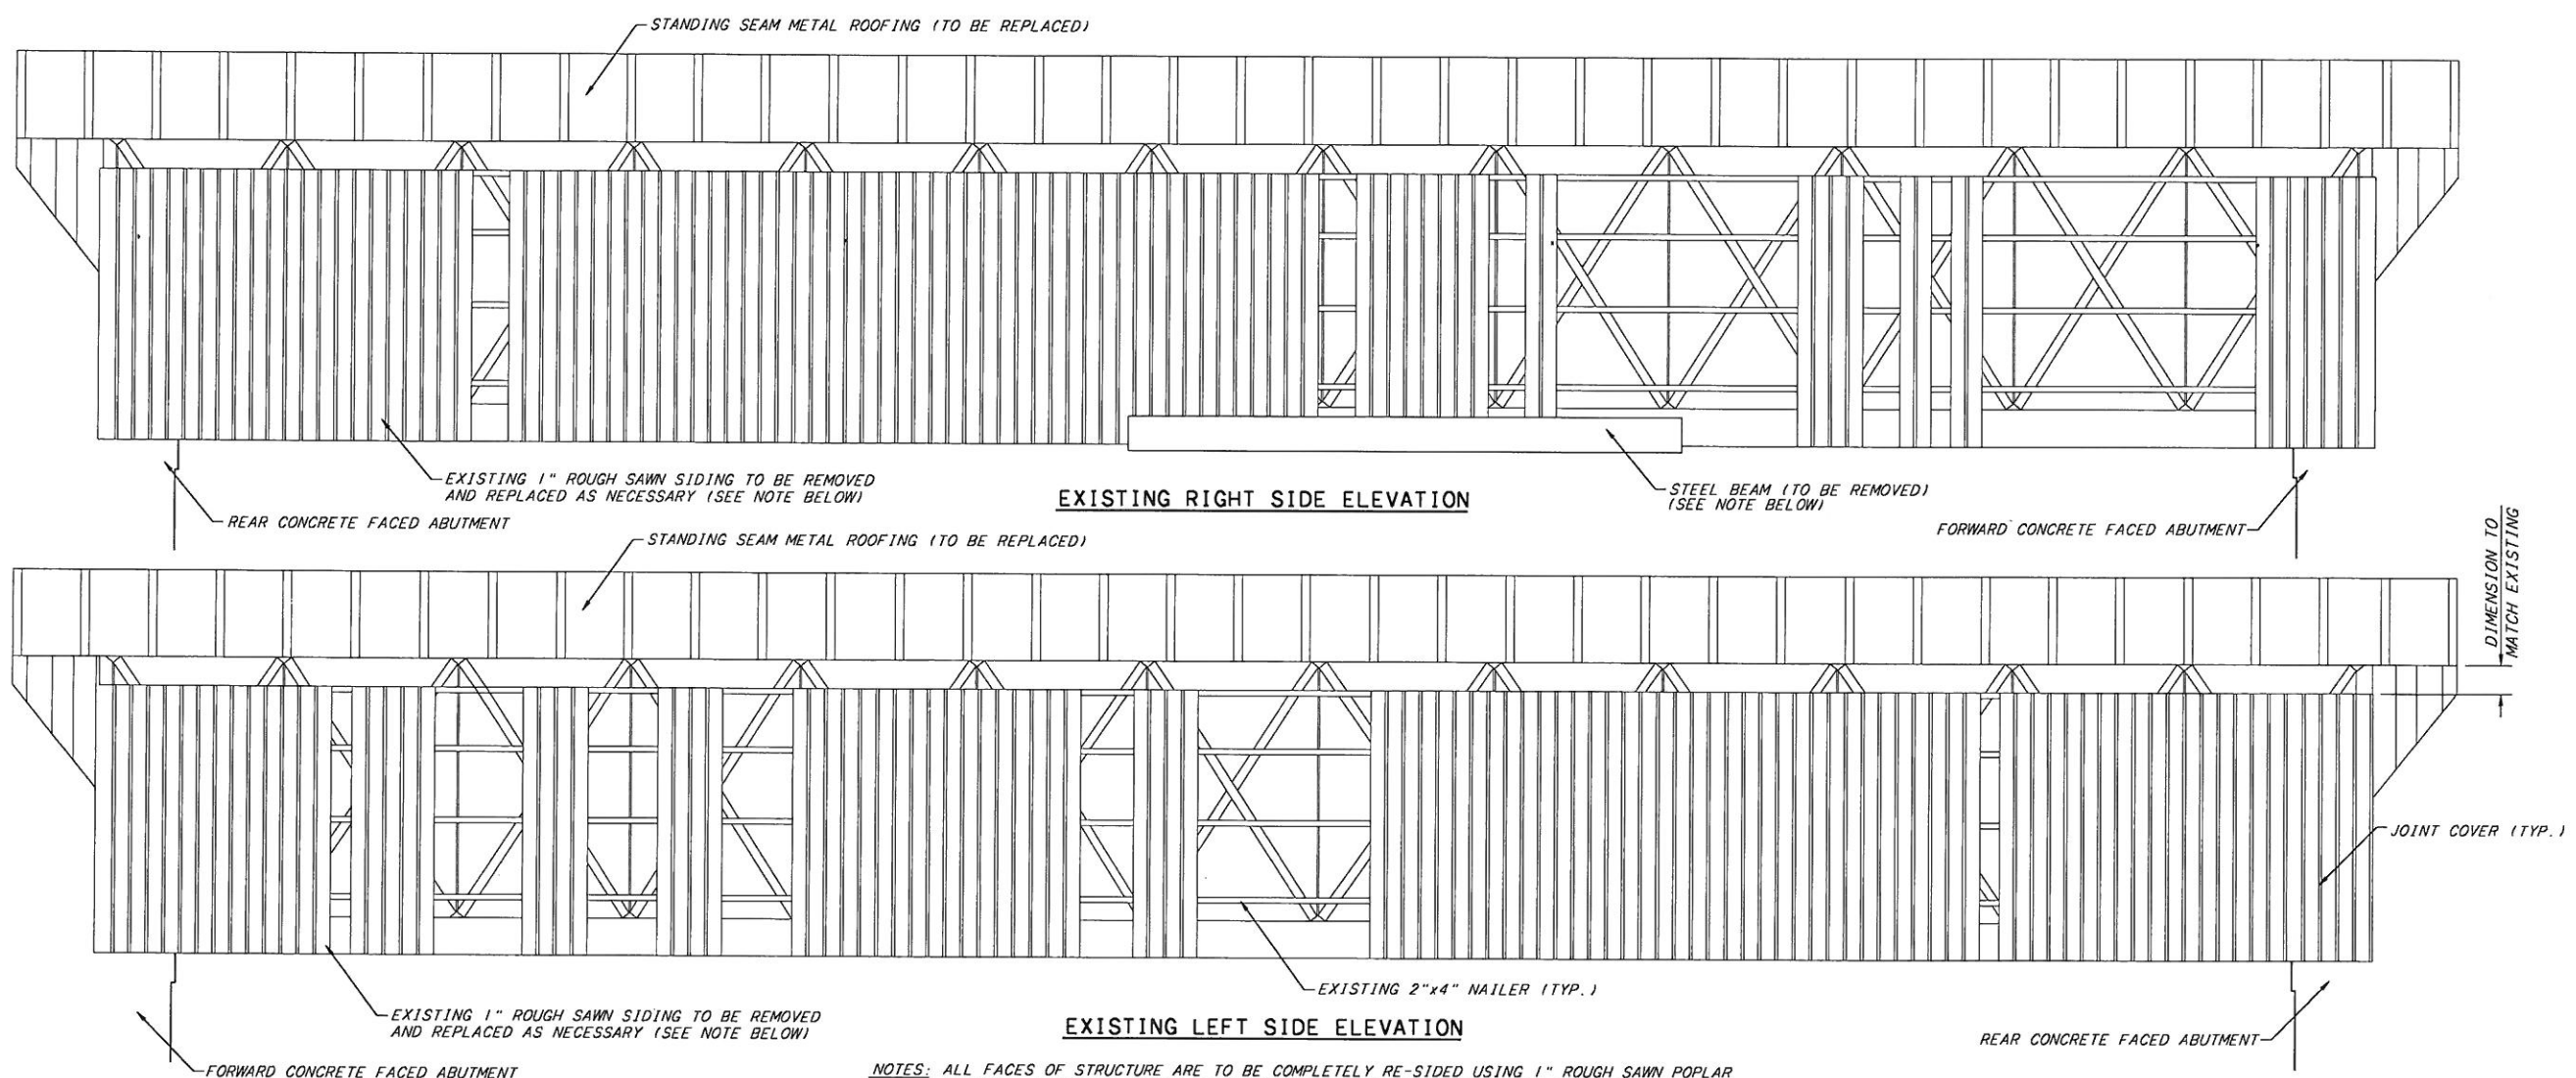 STANDING SEAM METAL ROOFING (TO BE REPLACED)
EXISTING 1" ROUGH SAWN SIDING TO BE REMOVED
AND REPLACED AS NECESSARY (SEE NOTE BELOW)
REAR CONCRETE FACED ABUTMENT
EXISTING RIGHT SIDE ELEVATION
STEEL BEAM (TO BE REMOVED)
(SEE NOTE BELOW)
FORWARD CONCRETE FACED ABUTMENT
STANDING SEAM METAL ROOFING (TO BE REPLACED)
DIMENSION TO
MATCH EXISTING
JOINT COVER (TYP.)
EXISTING 2"x4" NAILER (TYP.)
EXISTING 1" ROUGH SAWN SIDING TO BE REMOVED
AND REPLACED AS NECESSARY (SEE NOTE BELOW)
EXISTING LEFT SIDE ELEVATION
REAR CONCRETE FACED ABUTMENT
FORWARD CONCRETE FACED ABUTMENT
NOTES: ALL FACES OF STRUCTURE ARE TO BE COMPLETELY RE-SIDED USING 1" ROUGH SAWN POPLAR